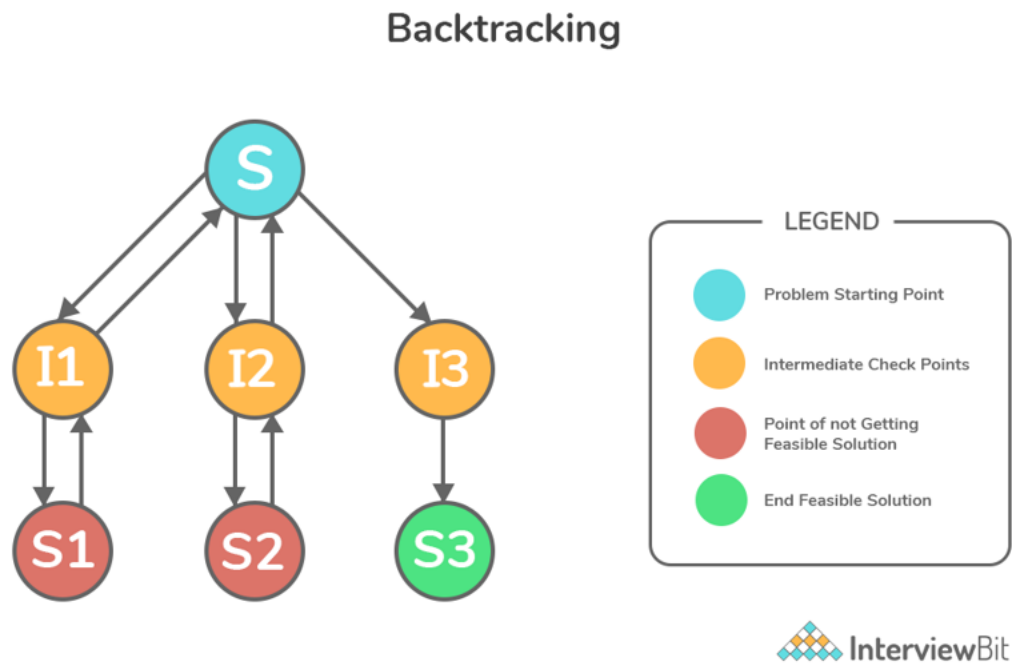 Backtracking
S
I1
I2
I3
S1
S2
S3
LEGEND
Problem Starting Point
Intermediate Check Points
Point of not Getting
Feasible Solution
End Feasible Solution
InterviewBit